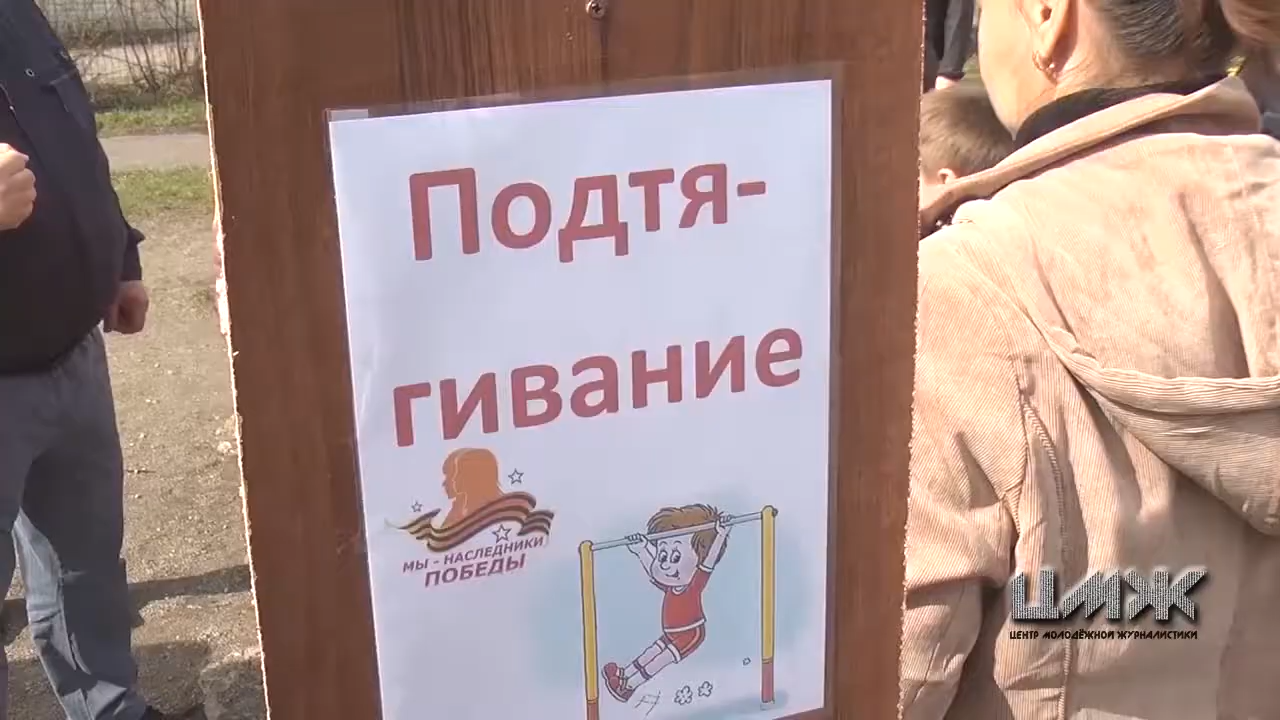 Подтя-
гивание
МЫ - НАСЛЕДНИКИ
ПОБЕДЫ
ЦМЖ
ЦЕНТР МОЛОДЁЖНОЙ ЖУРНАЛИСТИКИ